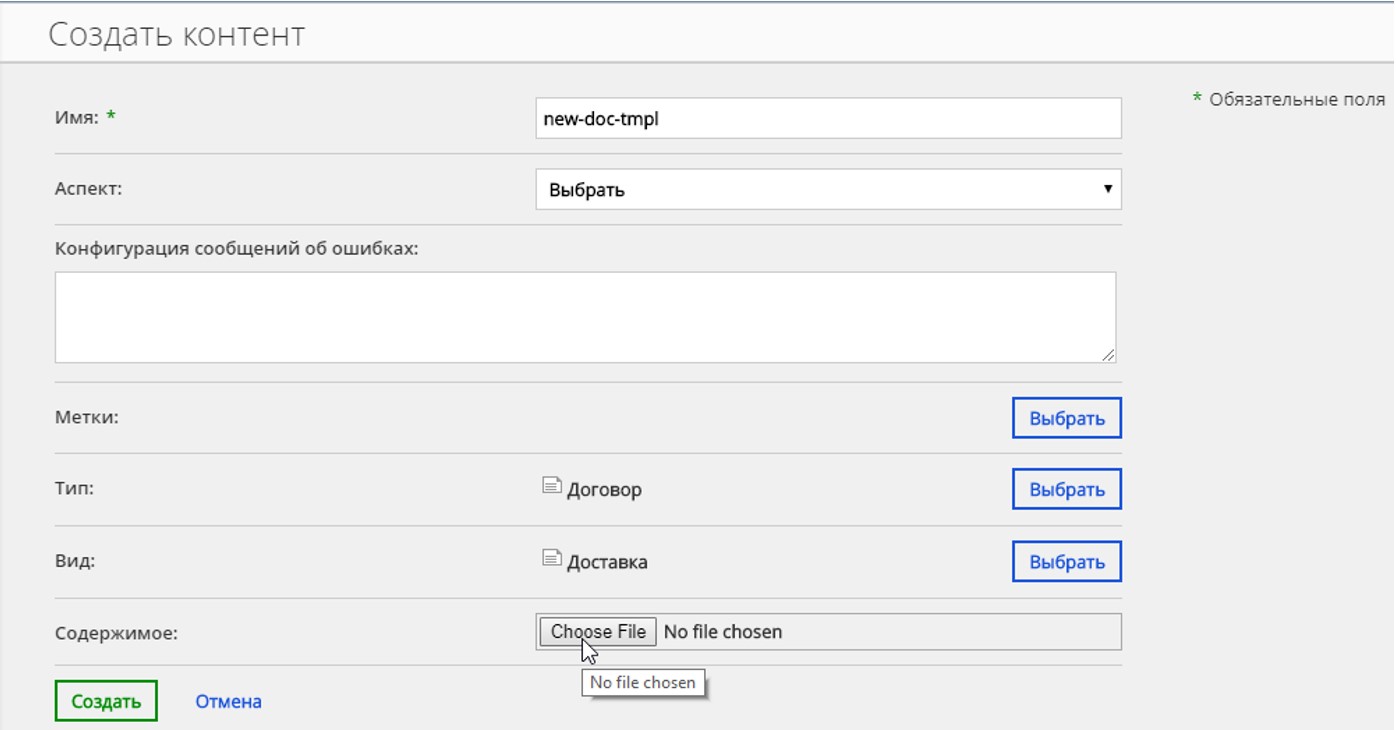 Создать контент
* Обязательные поля
Имя: *
new-doc-tmpl
Аспект:
Выбрать
Конфигурация сообщений об ошибках:
Метки:
Выбрать
Тип:
Договор
Выбрать
Вид:
Доставка
Выбрать
Содержимое:
Choose File No file chosen
No file chosen
Создать Отмена